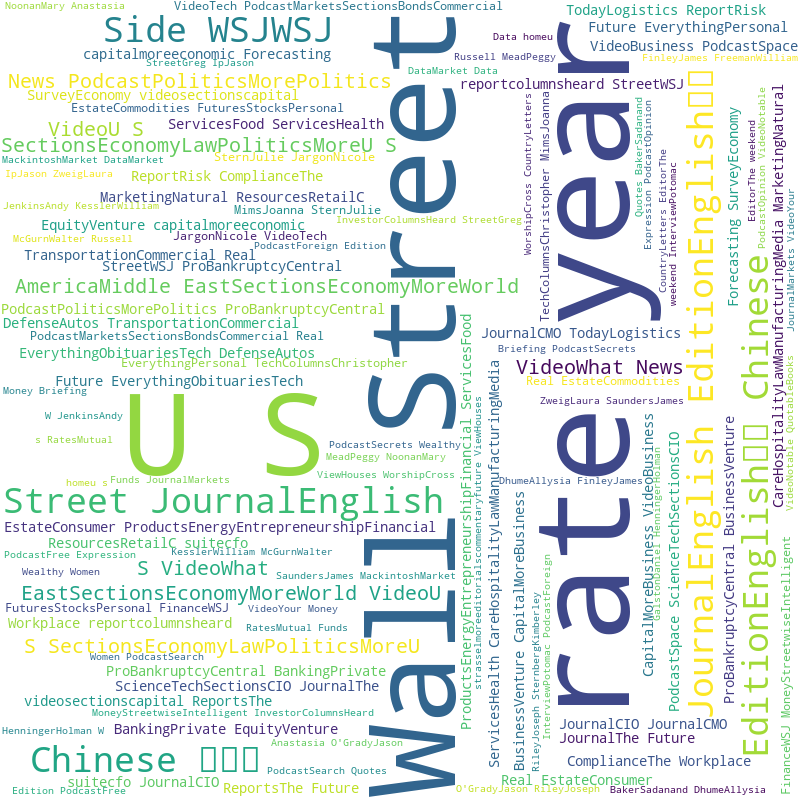 NoonanMary Anastasia
VideoTech PodcastMarketsSectionsBondsCommercial
Side WSJWSJ
capitalmoreeconomic Forecasting
StreetGreg IpJason
News PodcastPoliticsMorePolitics
DataMarket Data
SurveyEconomy videosectionscapital
EstateCommodities FuturesStocksPersonal
VideoU S
ServicesFood ServicesHealth
SectionsEconomyLawPoliticsMoreU S
MackintoshMarket DataMarket
SternJulie JargonNicole
IpJason ZweigLaura
ReportRisk ComplianceThe
MarketingNatural ResourcesRetailC
JenkinsAndy KesslerWilliam
MimsJoanna SternJulie
InvestorColumnsHeard StreetGreg
EquityVenture capitalmoreeconomic
McGurnWalter Russell
JargonNicole VideoTech
PodcastForeign Edition
TransportationCommercial Real
StreetWSJ ProBankruptcyCentral
AmericaMiddle EastSectionsEconomyMoreWorld
PodcastPoliticsMorePolitics ProBankruptcyCentral
DefenseAutos TransportationCommercial
PodcastMarketsSectionsBondsCommercial Real
EverythingObituariesTech DefenseAutos
EverythingPersonal TechColumnsChristopher
Future EverythingObituariesTech
Money Briefing
U S
W JenkinsAndy
s RatesMutual
PodcastSecrets Wealthy
MeadPeggy NoonanMary
ViewHouses WorshipCross
Funds JournalMarkets
homeu s
Street JournalEnglish
EstateConsumer ProductsEnergyEntrepreneurshipFinancial
ResourcesRetailC suitecfo
PodcastFree Expression
KesslerWilliam McGurnWalter
Wealthy Women
S VideoWhat
SaundersJames MackintoshMarket
EastSectionsEconomyMoreWorld VideoU
FuturesStocksPersonal FinanceWSJ
VideoYour Money
Workplace reportcolumnsheard
RatesMutual Funds
S SectionsEconomyLawPoliticsMoreU
Women PodcastSearch
ProBankruptcyCentral BankingPrivate
ScienceTechSectionsCIO JournalThe
videosectionscapital ReportsThe
MoneyStreetwiseIntelligent InvestorColumnsHeard
HenningerHolman W
BankingPrivate EquityVenture
Anastasia O'GradyJason
Chinese
PodcastSearch Quotes
suitecfo JournalCIO
ReportsThe Future
Edition PodcastFree
Wall Street
rate year
TodayLogistics ReportRisk
Future EverythingPersonal
Data homeu
VideoBusiness PodcastSpace
Russell MeadPeggy
FinleyJames FreemanWilliam
reportcolumnsheard StreetWSJ
WorshipCross CountryLetters
TechColumnsChristopher MimsJoanna
Quotes BakerSadanand
Expression PodcastOpinion
CountryLetters EditorThe
weekend InterviewPotomac
JournalEnglish EditionEnglish
Forecasting SurveyEconomy
EditionEnglish Chinese
EditorThe weekend
PodcastOpinion VideoNotable
CareHospitalityLawManufacturingMedia MarketingNatural
JournalMarkets VideoYour
JournalCMO TodayLogistics
Briefing PodcastSecrets
VideoWhat News
Real EstateCommodities
ZweigLaura SaundersJames
ProductsEnergyEntrepreneurshipFinancial ServicesFood
strasselmoreeditorialscommentaryfuture ViewHouses
ServicesHealth CareHospitalityLawManufacturingMedia
DhumeAllysia FinleyJames
BusinessVenture CapitalMoreBusiness
RileyJoseph SternbergKimberley
InterviewPotomac PodcastForeign
GalstonDaniel HenningerHolman
CapitalMoreBusiness VideoBusiness
PodcastSpace ScienceTechSectionsCIO
ProBankruptcyCentral BusinessVenture
VideoNotable QuotableBooks
FinanceWSJ MoneyStreetwiseIntelligent
JournalCIO JournalCMO
JournalThe Future
ComplianceThe Workplace
Real EstateConsumer
O'GradyJason RileyJoseph
BakerSadanand DhumeAllysia